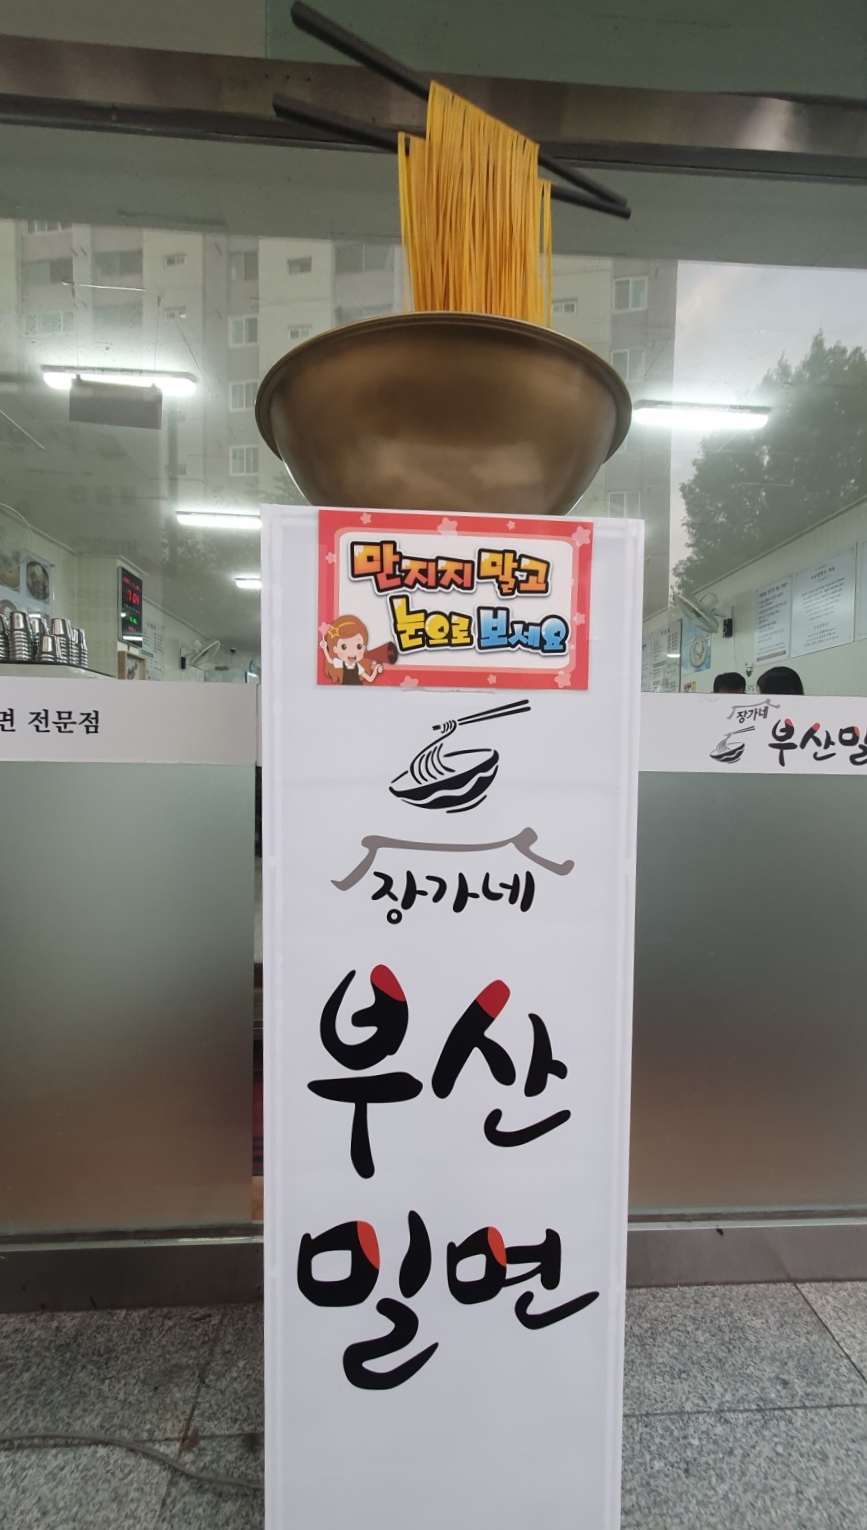 만지지 말고
눈으로 보세요
장가네
부산
밀면
면 전문점
장가네
부산밀